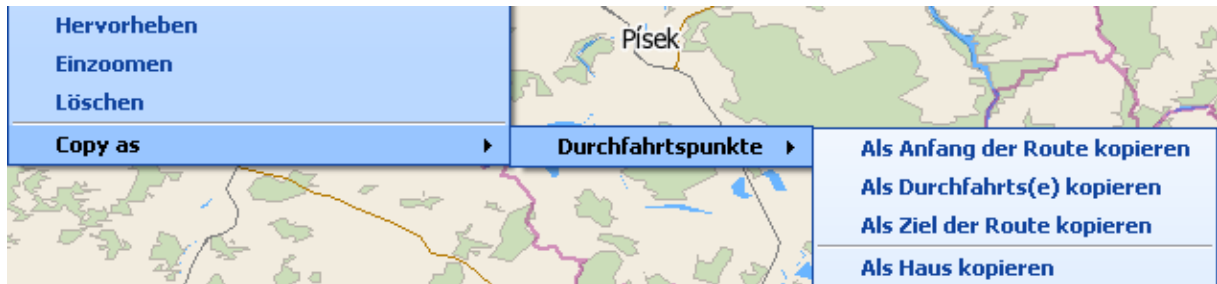 Hervorheben
Písek
Einzoomen
Löschen
Copy as
Durchfahrtspunkte
Als Anfang der Route kopieren
Als Durchfahrts(e) kopieren
Als Ziel der Route kopieren
Als Haus kopieren